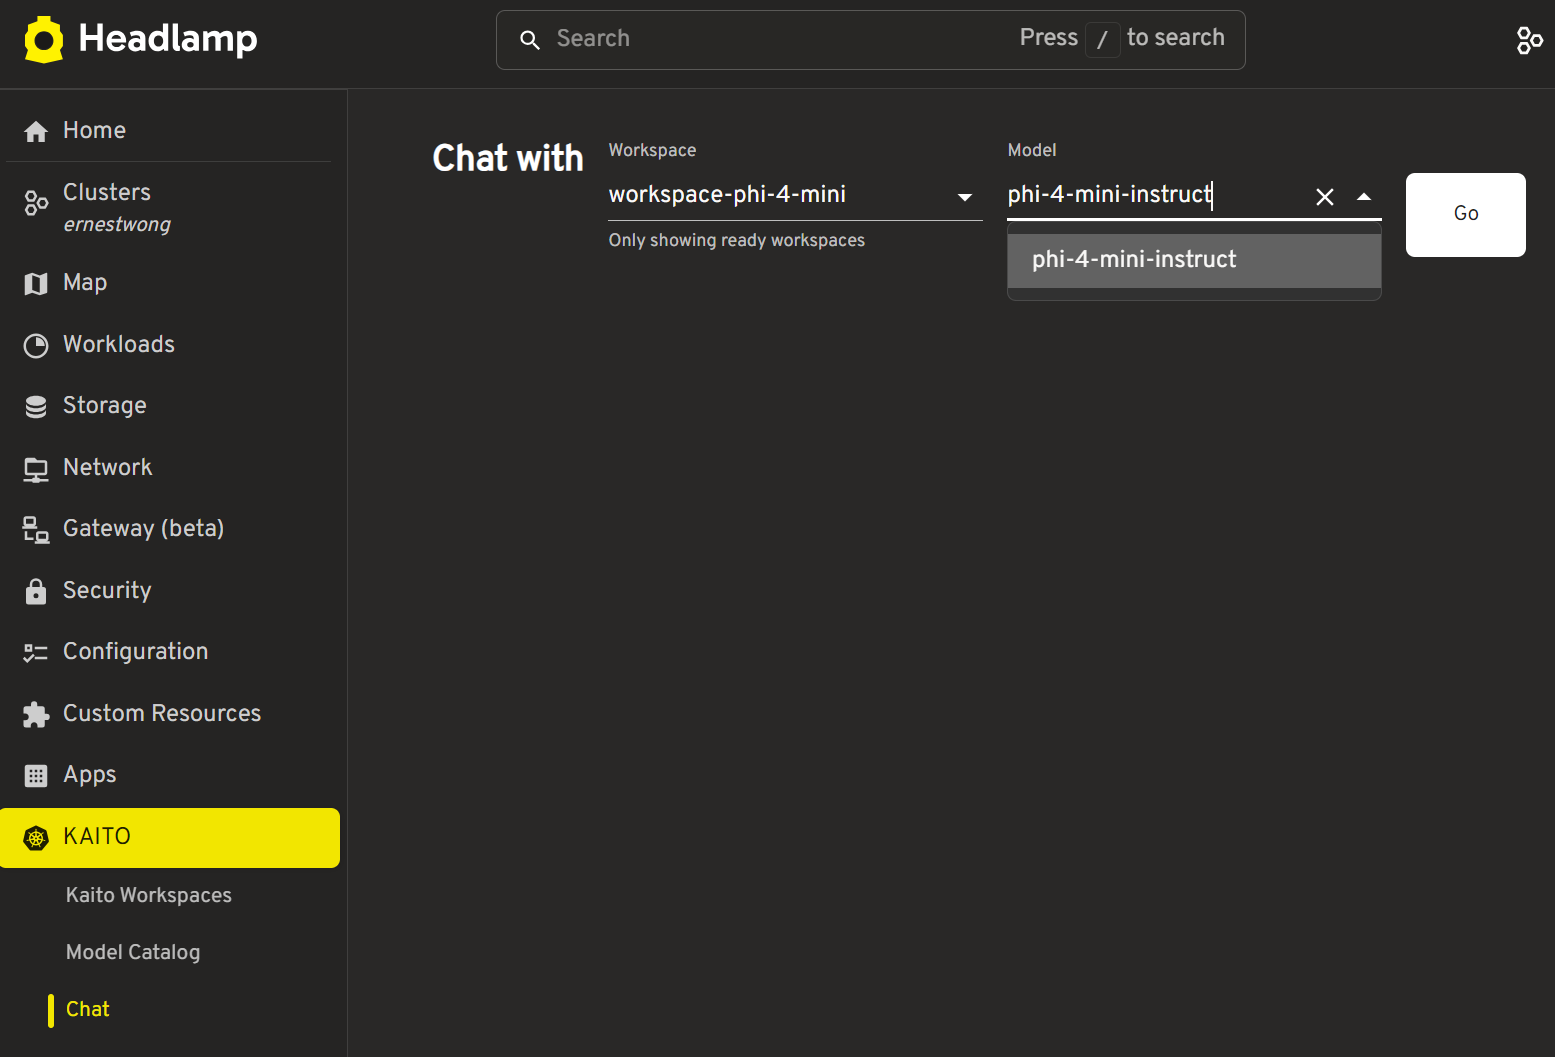 Headlamp
Search
Press / to search
Home
Clusters
ernestwong
Map
Workloads
Storage
Network
Gateway (beta)
Security
Configuration
Custom Resources
Apps
KAITO
Kaito Workspaces
Model Catalog
Chat
Chat with
Workspace
workspace-phi-4-mini
Only showing ready workspaces
Model
phi-4-mini-instruct
phi-4-mini-instruct
Go